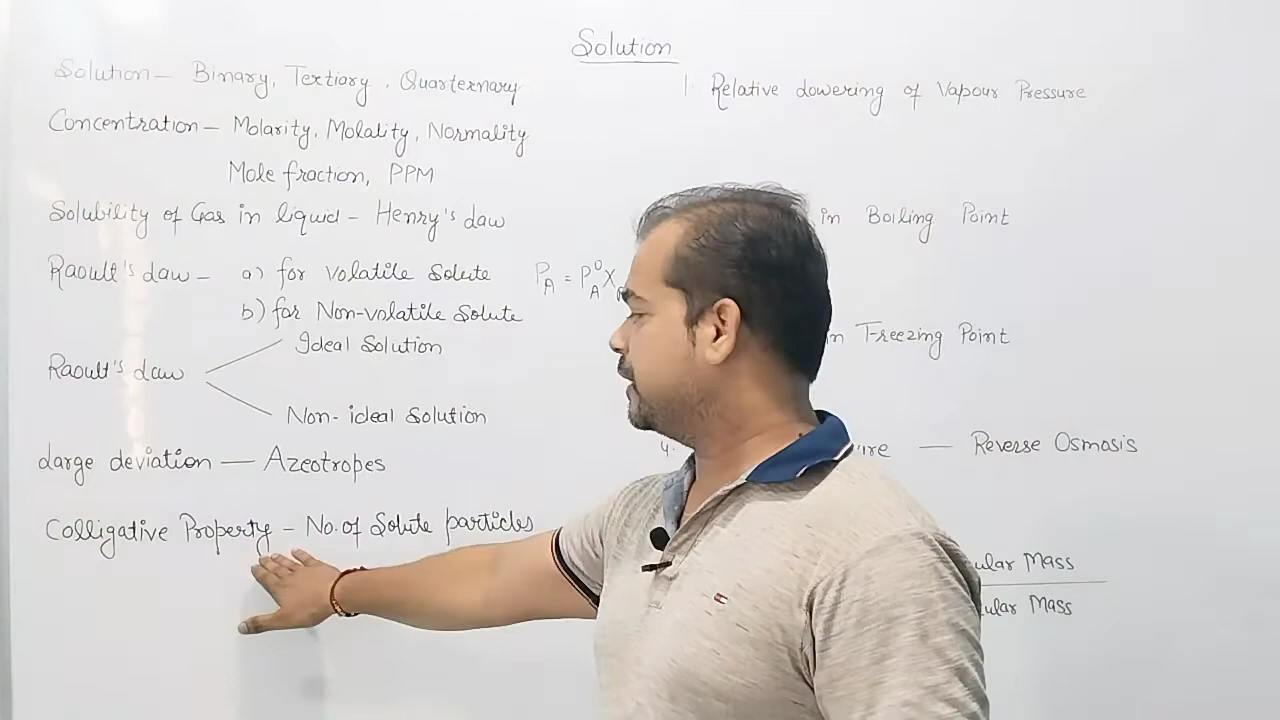 Solution
Solution – Binary, Tertiary, Quarternary
Concentration – Molarity, Molality, Normality
Mole fraction, PPM
Solubility of Gas in liquid – Henry's Law
Raoult's Law – a) for volatile Solute
P_A = P_A^0 X
b) for Non-volatile Solute
Raoult's Law
Ideal Solution
Non-ideal Solution
Large deviation — Azeotropes
Colligative Property – No. of Solute particles
1. Relative Lowering of Vapour Pressure
in Boiling Point
in Freezing Point
4. — Reverse Osmosis
Mass
Mass